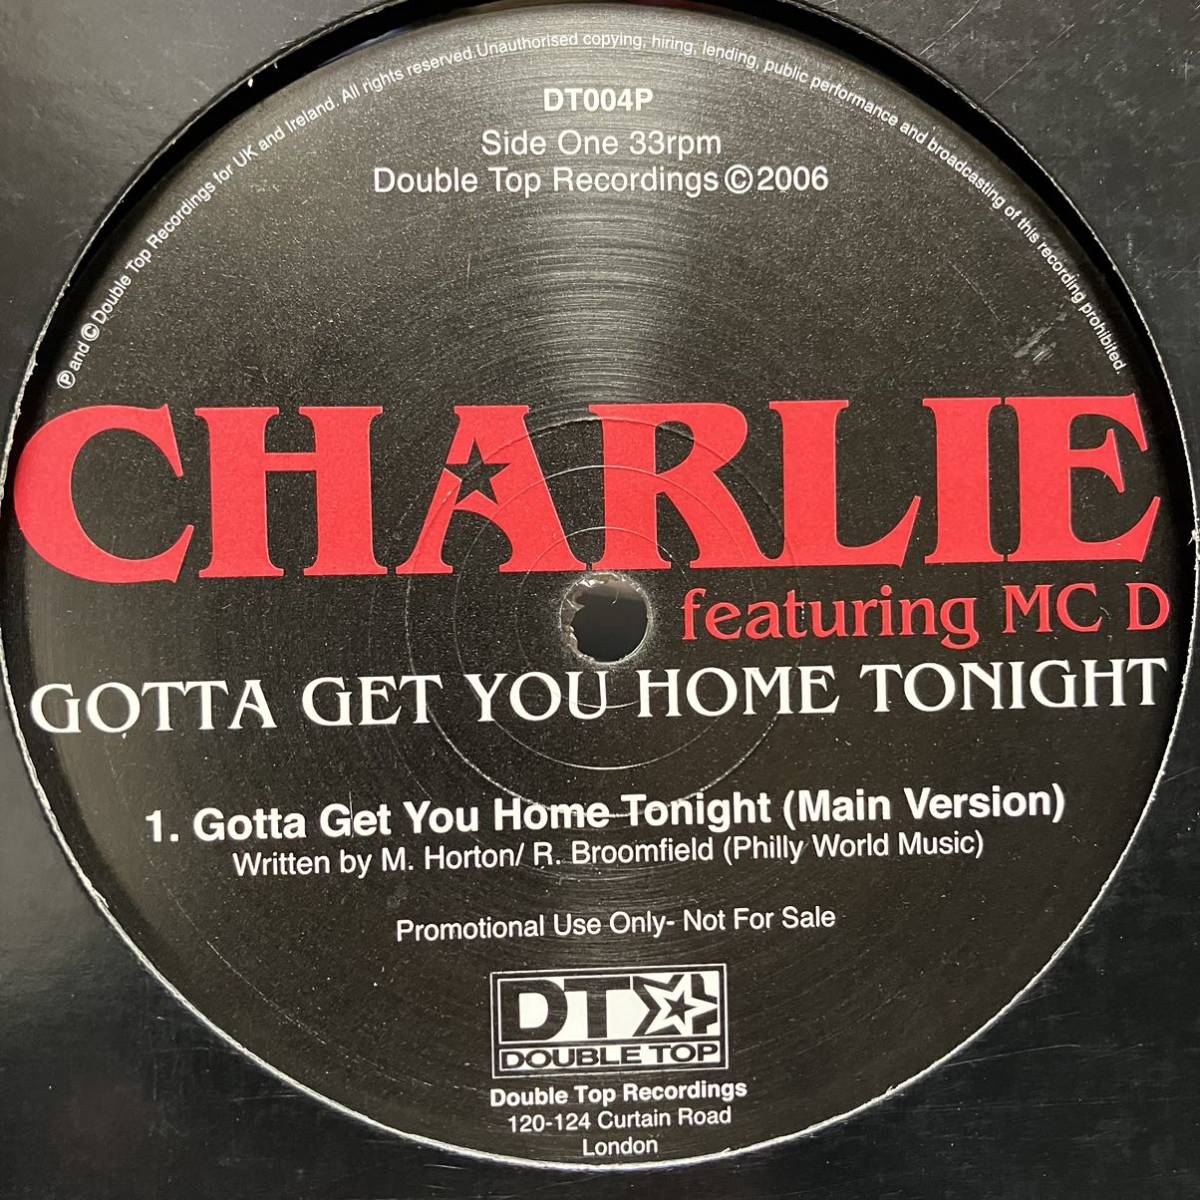 Ⓟ and © Double Top Recordings for UK and Ireland. All rights reserved. Unauthorised copying, hiring, lending, public performance and broadcasting of this recording prohibited.
DT004P
Side One 33rpm
Double Top Recordings © 2006
CHARLIE
featuring MC D
GOTTA GET YOU HOME TONIGHT
1. Gotta Get You Home Tonight (Main Version)
Written by M. Horton/ R. Broomfield (Philly World Music)
Promotional Use Only- Not For Sale
DT
DOUBLE TOP
Double Top Recordings
120-124 Curtain Road
London